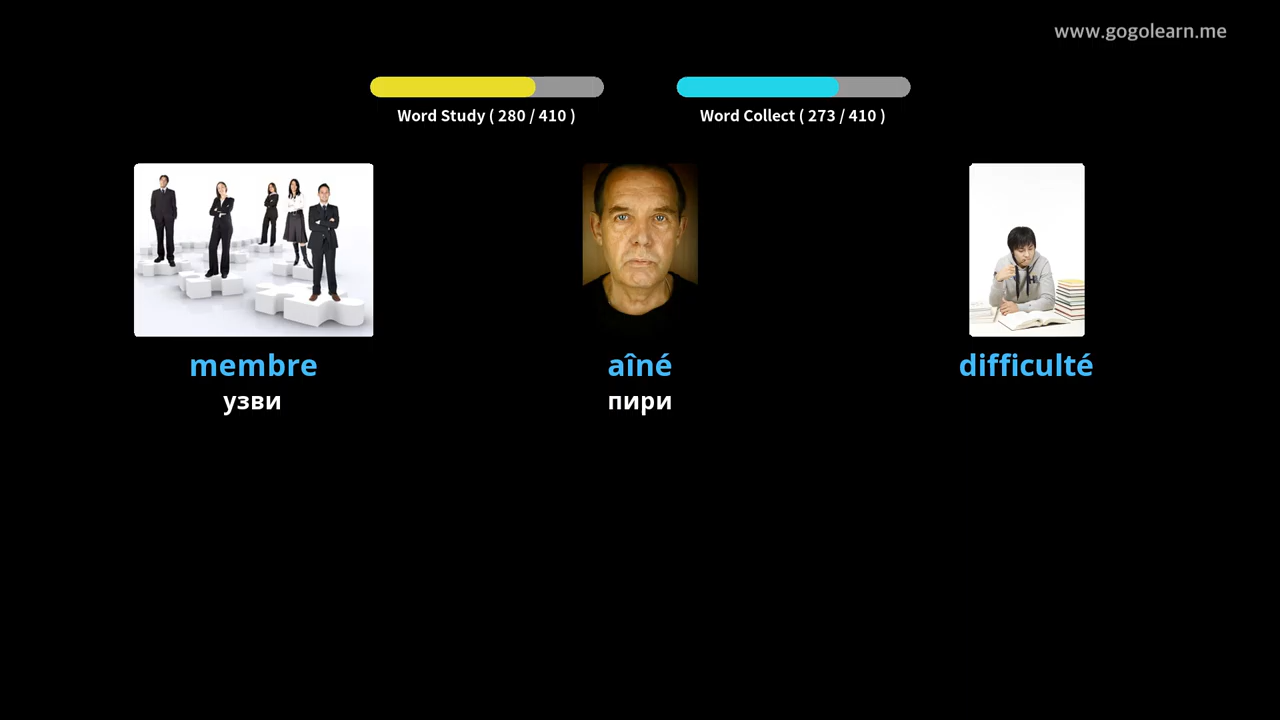 www.gogolearn.me
Word Study ( 280 / 410 )
Word Collect ( 273 / 410 )
membre
aîné
difficulté
узви
пири